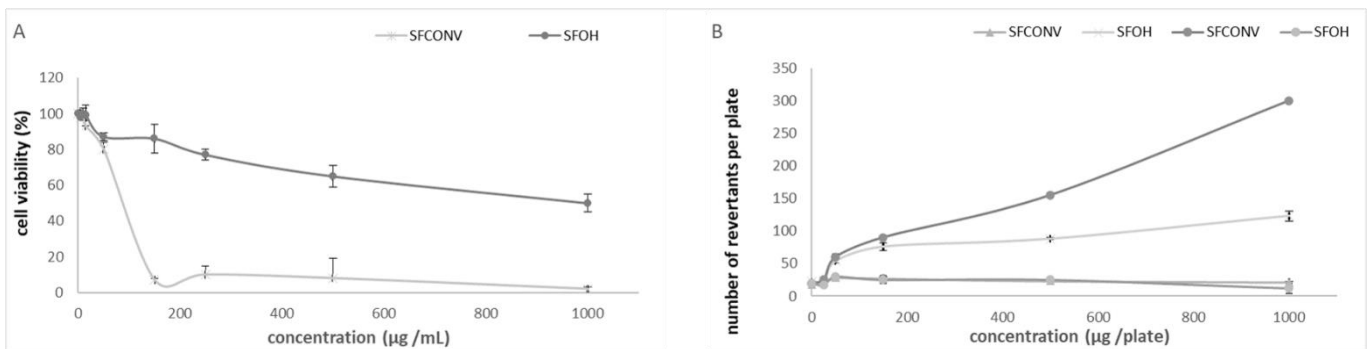 A
SFCONV SFOH
120
100
80
60
40
20
0
0 200 400 600 800 1000
cell viability (%)
concentration (µg /mL)
B
SFCONV SFOH SFCONV SFOH
350
300
250
200
150
100
50
0
0 200 400 600 800 1000
number of revertants per plate
concentration (µg /plate)